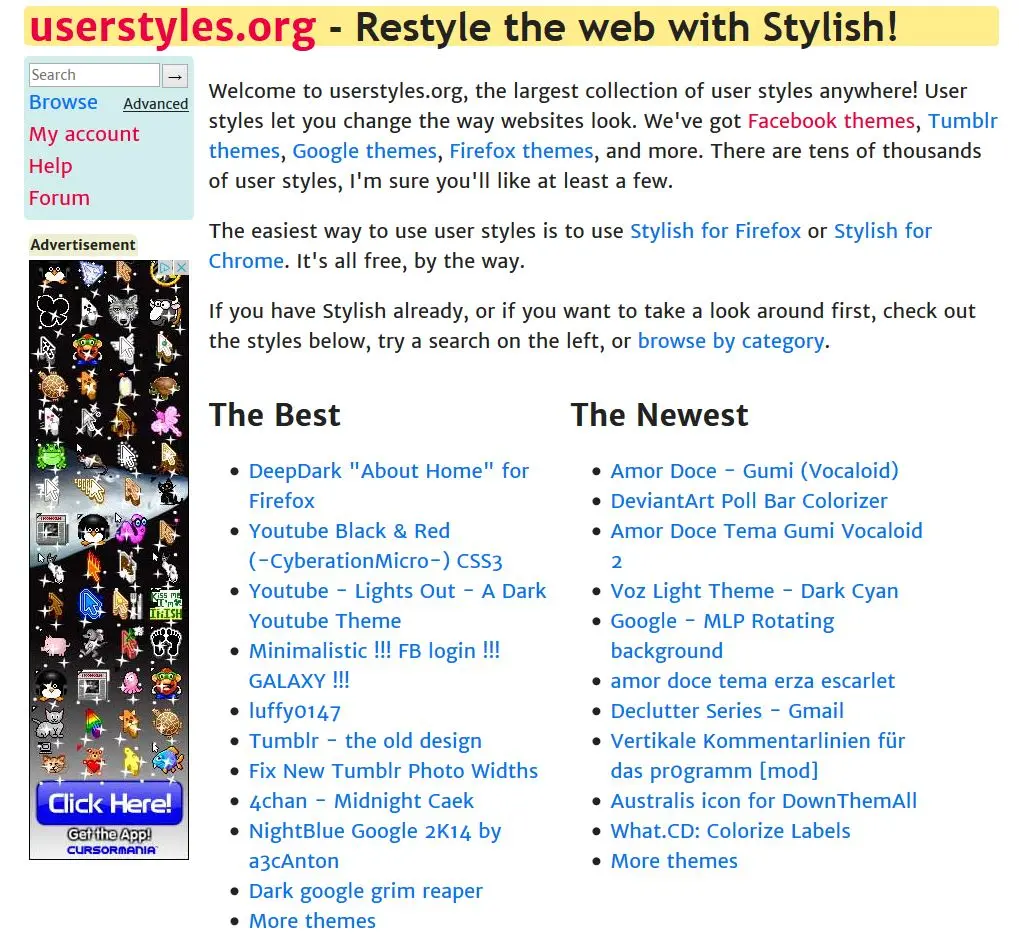 userstyles.org - Restyle the web with Stylish!
Search →
Browse Advanced
My account
Help
Forum
Advertisement
KISS ME
I'M
IRISH
Click Here!
Get the App!
CURSORMANIA
Welcome to userstyles.org, the largest collection of user styles anywhere! User
styles let you change the way websites look. We've got Facebook themes, Tumblr
themes, Google themes, Firefox themes, and more. There are tens of thousands
of user styles, I'm sure you'll like at least a few.
The easiest way to use user styles is to use Stylish for Firefox or Stylish for
Chrome. It's all free, by the way.
If you have Stylish already, or if you want to take a look around first, check out
the styles below, try a search on the left, or browse by category.
The Best
• DeepDark "About Home" for
Firefox
• Youtube Black & Red
(-CyberationMicro-) CSS3
• Youtube - Lights Out - A Dark
Youtube Theme
• Minimalistic !!! FB login !!!
GALAXY !!!
• luffy0147
• Tumblr - the old design
• Fix New Tumblr Photo Widths
• 4chan - Midnight Caek
• NightBlue Google 2K14 by
a3cAnton
• Dark google grim reaper
• More themes
The Newest
• Amor Doce - Gumi (Vocaloid)
• DeviantArt Poll Bar Colorizer
• Amor Doce Tema Gumi Vocaloid
2
• Voz Light Theme - Dark Cyan
• Google - MLP Rotating
background
• amor doce tema erza escarlet
• Declutter Series - Gmail
• Vertikale Kommentarlinien für
das pr0gramm [mod]
• Australis icon for DownThemAll
• What.CD: Colorize Labels
• More themes